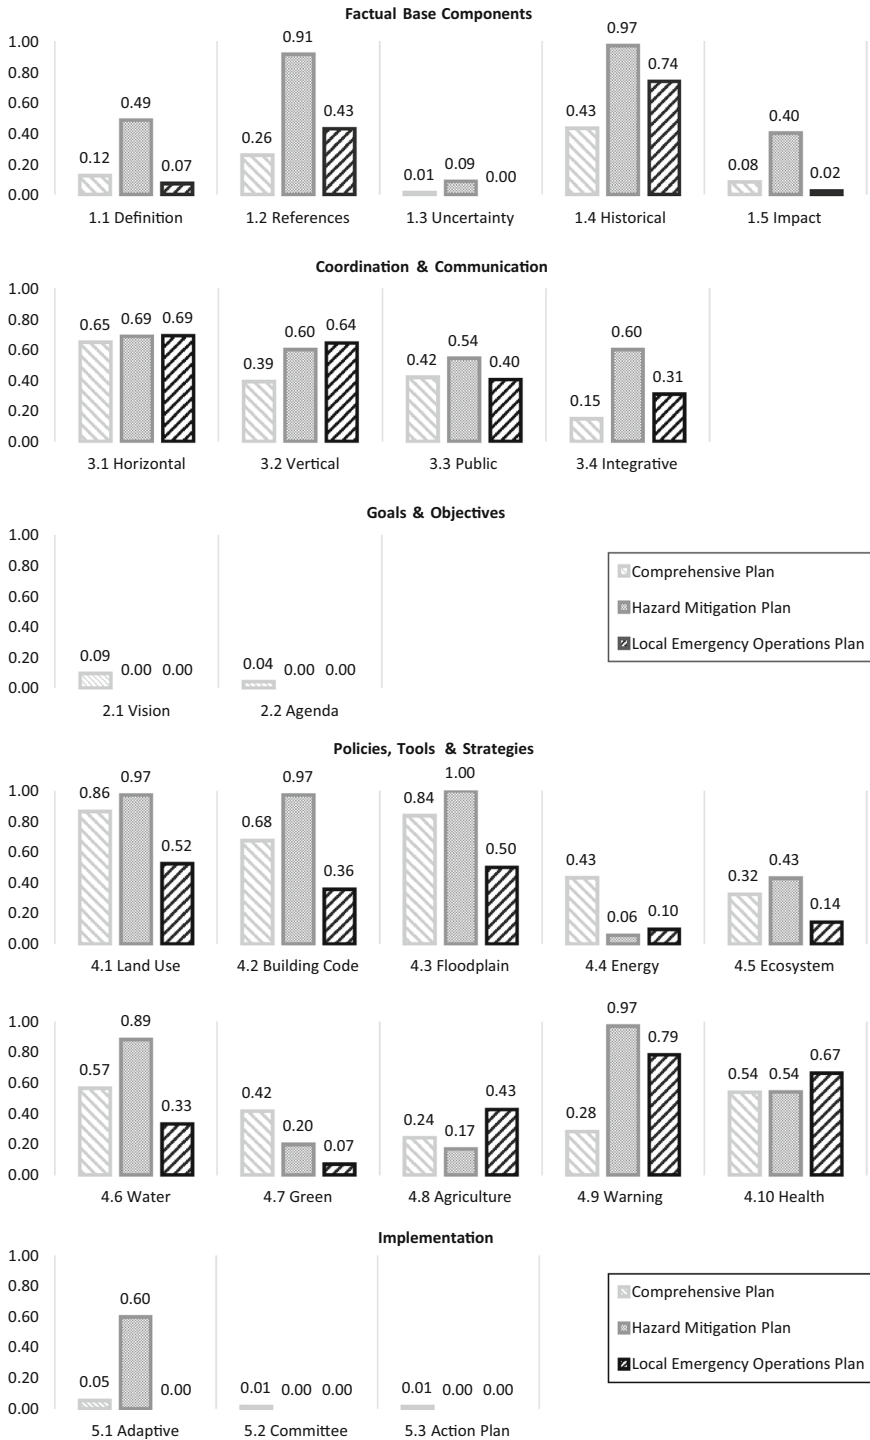 Factual Base Components
1.00
0.80
0.60
0.40
0.20
0.00
0.12 0.49 0.07
0.26 0.91 0.43
0.01 0.09 0.00
0.43 0.97 0.74
0.08 0.40 0.02
1.1 Definition 1.2 References 1.3 Uncertainty 1.4 Historical 1.5 Impact
Coordination & Communication
1.00
0.80
0.60
0.40
0.20
0.00
0.65 0.69 0.69
0.39 0.60 0.64
0.42 0.54 0.40
0.15 0.60 0.31
3.1 Horizontal 3.2 Vertical 3.3 Public 3.4 Integrative
Goals & Objectives
1.00
0.80
0.60
0.40
0.20
0.00
0.09 0.00 0.00
0.04 0.00 0.00
2.1 Vision 2.2 Agenda
Comprehensive Plan
Hazard Mitigation Plan
Local Emergency Operations Plan
Policies, Tools & Strategies
1.00
0.80
0.60
0.40
0.20
0.00
0.86 0.97 0.52
0.68 0.97 0.36
0.84 1.00 0.50
0.43 0.06 0.10
0.32 0.43 0.14
4.1 Land Use 4.2 Building Code 4.3 Floodplain 4.4 Energy 4.5 Ecosystem
1.00
0.80
0.60
0.40
0.20
0.00
0.57 0.89 0.33
0.42 0.20 0.07
0.24 0.17 0.43
0.28 0.97 0.79
0.54 0.54 0.67
4.6 Water 4.7 Green 4.8 Agriculture 4.9 Warning 4.10 Health
Implementation
1.00
0.80
0.60
0.40
0.20
0.00
0.05 0.60 0.00
0.01 0.00 0.00
0.01 0.00 0.00
5.1 Adaptive 5.2 Committee 5.3 Action Plan
Comprehensive Plan
Hazard Mitigation Plan
Local Emergency Operations Plan